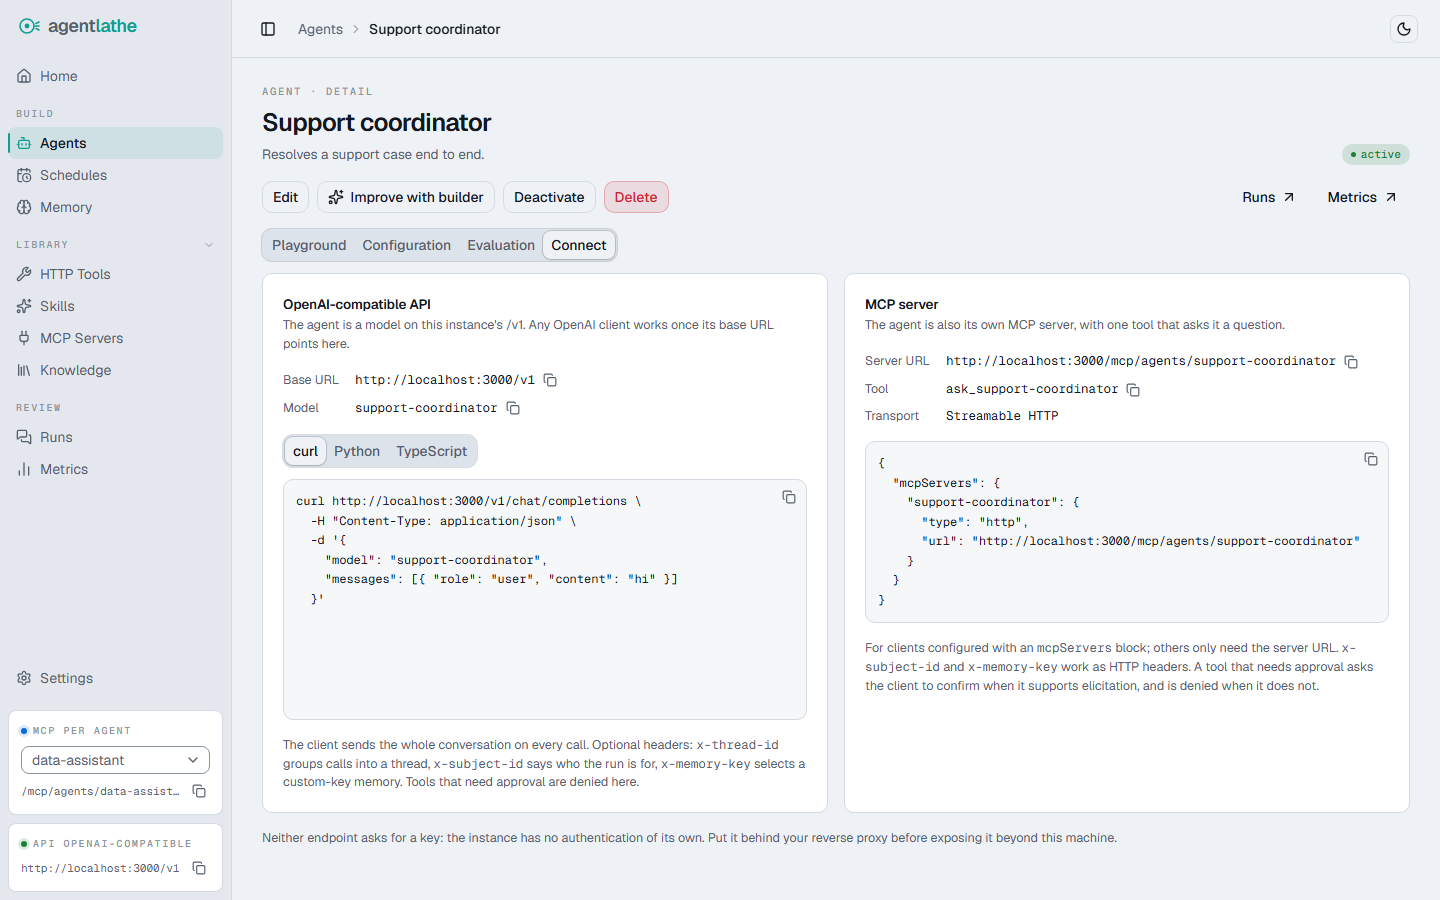 agentlathe
Home
BUILD
Agents
Schedules
Memory
LIBRARY
HTTP Tools
Skills
MCP Servers
Knowledge
REVIEW
Runs
Metrics
Settings
MCP PER AGENT
data-assistant
/mcp/agents/data-assist…
API OPENAI-COMPATIBLE
http://localhost:3000/v1
Agents > Support coordinator
AGENT · DETAIL
Support coordinator
Resolves a support case end to end.
active
Edit
Improve with builder
Deactivate
Delete
Runs
Metrics
Playground
Configuration
Evaluation
Connect
OpenAI-compatible API
The agent is a model on this instance's /v1. Any OpenAI client works once its base URL
points here.
Base URL http://localhost:3000/v1
Model support-coordinator
curl
Python
TypeScript
curl http://localhost:3000/v1/chat/completions \
  -H "Content-Type: application/json" \
  -d '{
    "model": "support-coordinator",
    "messages": [{ "role": "user", "content": "hi" }]
  }'
The client sends the whole conversation on every call. Optional headers: x-thread-id
groups calls into a thread, x-subject-id says who the run is for, x-memory-key selects a
custom-key memory. Tools that need approval are denied here.
MCP server
The agent is also its own MCP server, with one tool that asks it a question.
Server URL http://localhost:3000/mcp/agents/support-coordinator
Tool ask_support-coordinator
Transport Streamable HTTP
{
  "mcpServers": {
    "support-coordinator": {
      "type": "http",
      "url": "http://localhost:3000/mcp/agents/support-coordinator"
    }
  }
}
For clients configured with an mcpServers block; others only need the server URL. x-
subject-id and x-memory-key work as HTTP headers. A tool that needs approval asks
the client to confirm when it supports elicitation, and is denied when it does not.
Neither endpoint asks for a key: the instance has no authentication of its own. Put it behind your reverse proxy before exposing it beyond this machine.